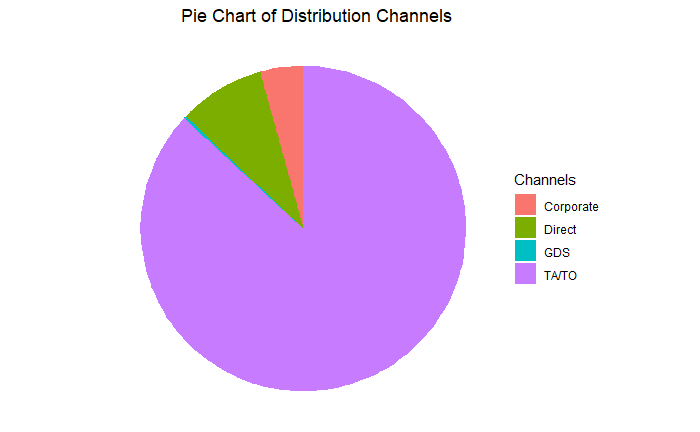 Pie Chart of Distribution Channels
Channels
Corporate
Direct
GDS
TA/TO